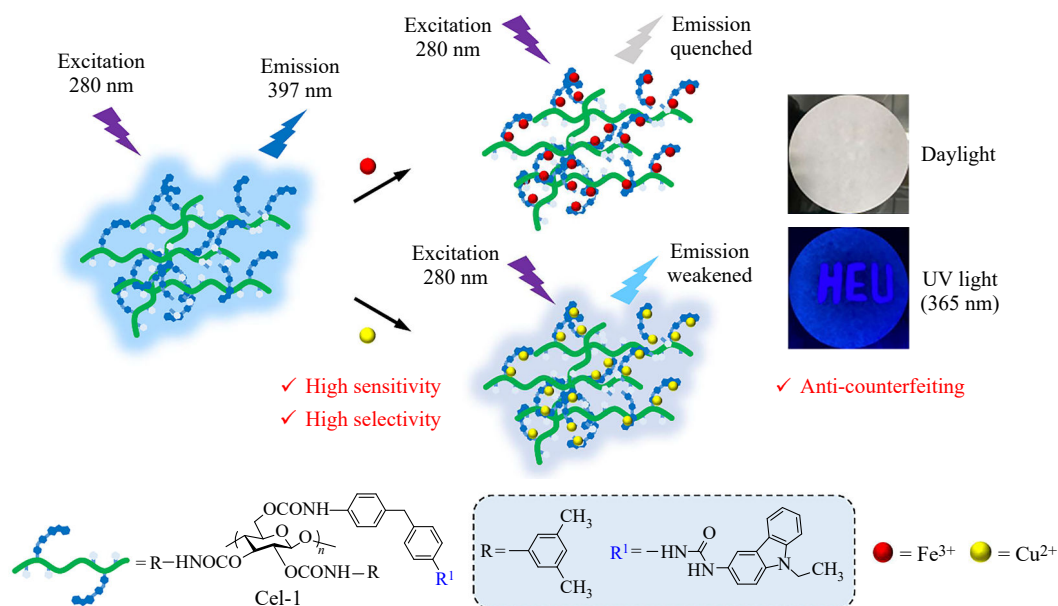 Excitation
280 nm
Emission
397 nm
Excitation
280 nm
Emission
quenched
Daylight
Excitation
280 nm
Emission
weakened
HEU
UV light
(365 nm)
✓ High sensitivity
✓ High selectivity
✓ Anti-counterfeiting
= R–HNOCO
OCONH
OCONH–R
O
O
n
R¹
Cel-1
R=
CH₃
CH₃
R¹= –HN
O
HN
N
CH₃
= Fe³⁺
= Cu²⁺